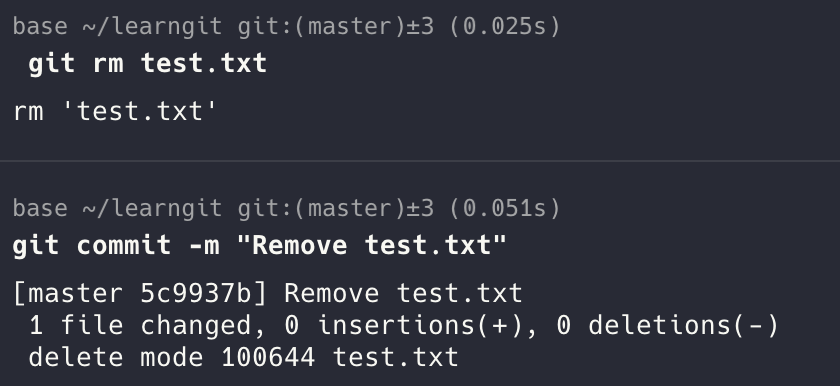 base ~/learngit git:(master)±3 (0.025s)
git rm test.txt
rm 'test.txt'
base ~/learngit git:(master)±3 (0.051s)
git commit -m "Remove test.txt"
[master 5c9937b] Remove test.txt
1 file changed, 0 insertions(+), 0 deletions(-)
delete mode 100644 test.txt